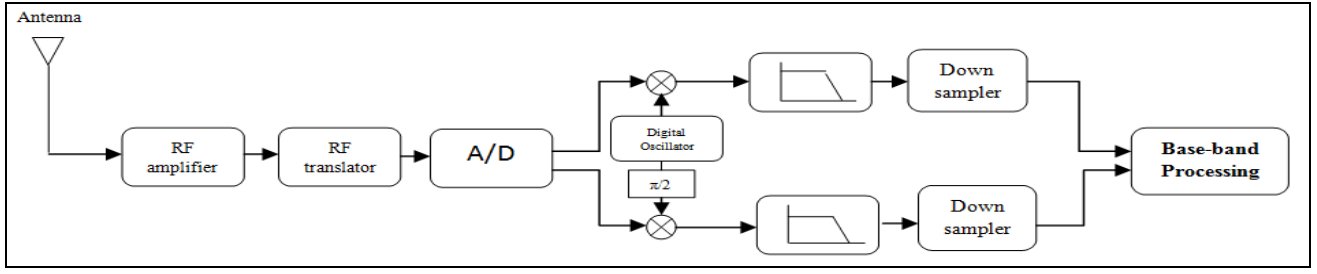 Antenna
RF
amplifier
RF
translator
A/D
Digital
Oscillator
π/2
Down
sampler
Down
sampler
Base-band
Processing